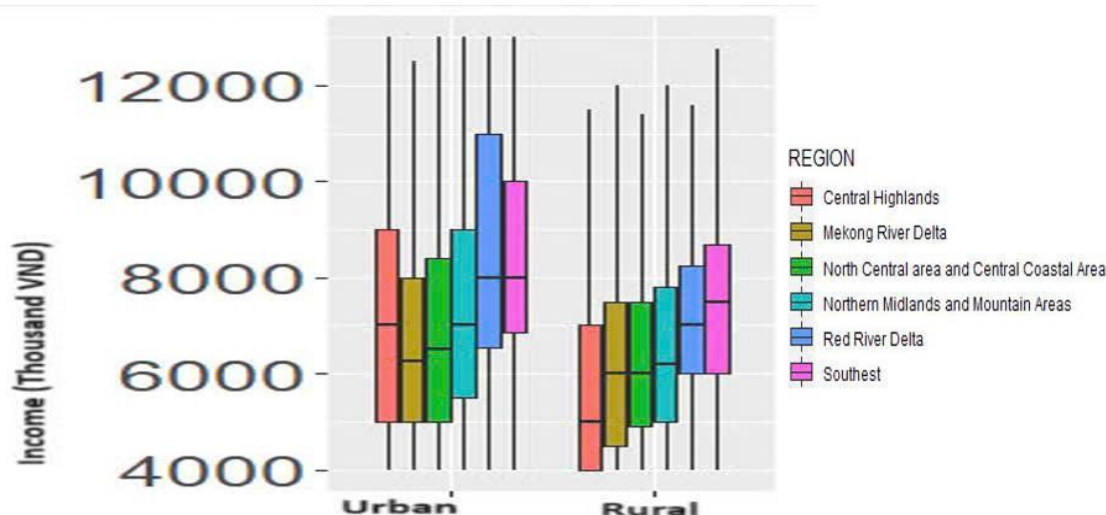 12000
10000
8000
6000
4000
Income (Thousand VND)
Urban
Rural
REGION
Central Highlands
Mekong River Delta
North Central area and Central Coastal Area
Northern Midlands and Mountain Areas
Red River Delta
Southest